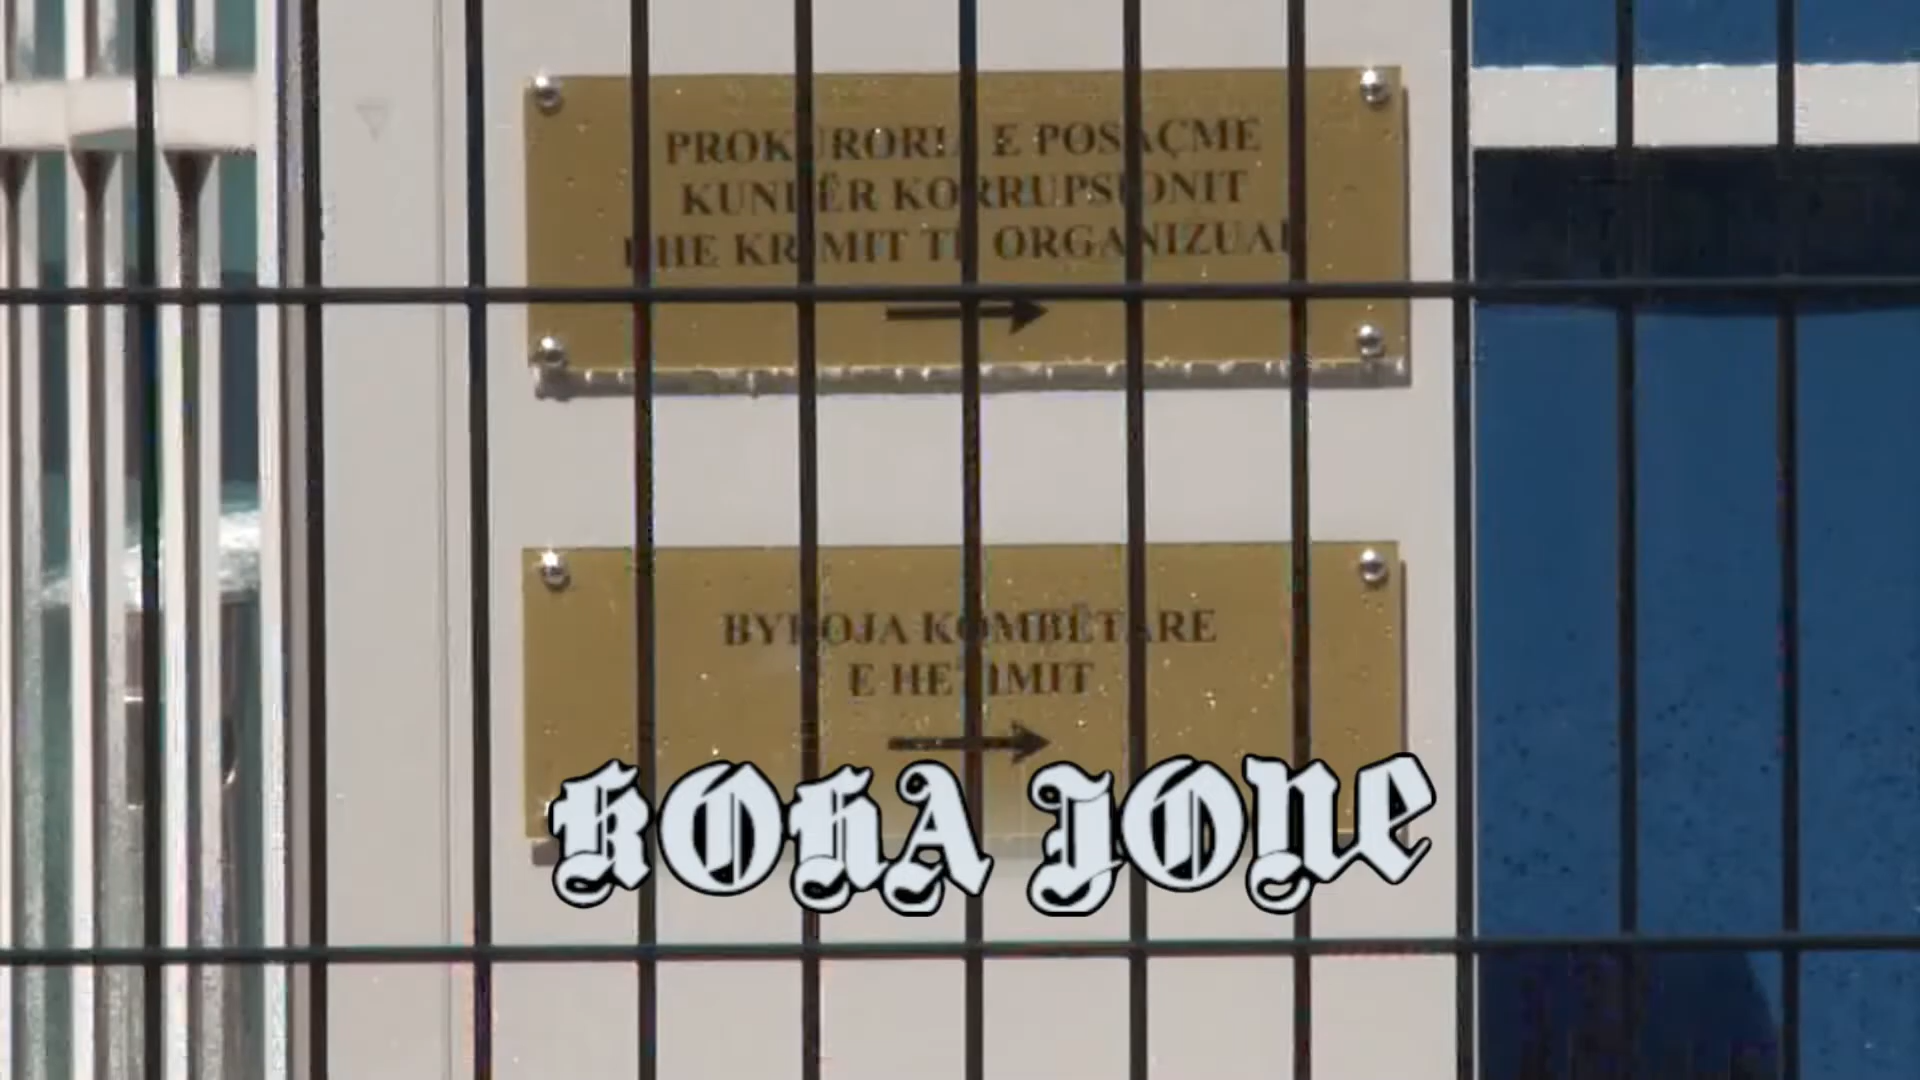 PROKURORIA E POSAÇME
KUNDËR KORRUPSIONIT
DHE KRIMIT TË ORGANIZUAR
BYROJA KOMBËTARE
E HETIMIT
KOHA JONE